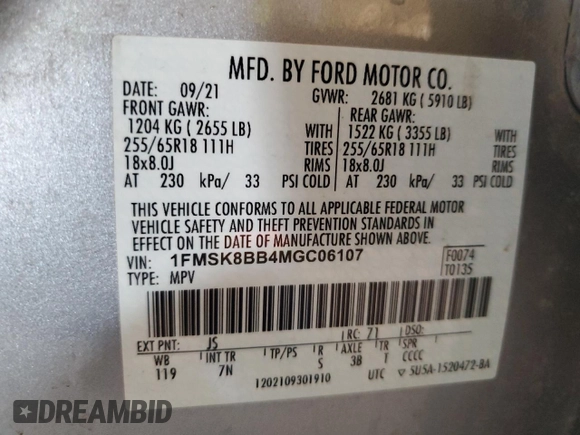 MFD. BY FORD MOTOR CO.
DATE: 09/21 GVWR: 2681 KG ( 5910 LB)
FRONT GAWR: REAR GAWR:
1204 KG ( 2655 LB) WITH 1522 KG ( 3355 LB) WITH
255/65R18 111H TIRES 255/65R18 111H TIRES
18x8.0J RIMS 18x8.0J RIMS
AT 230 kPa/ 33 PSI COLD AT 230 kPa/ 33 PSI COLD
THIS VEHICLE CONFORMS TO ALL APPLICABLE FEDERAL MOTOR
VEHICLE SAFETY AND THEFT PREVENTION STANDARDS IN
EFFECT ON THE DATE OF MANUFACTURE SHOWN ABOVE.
VIN: 1FMSK8BB4MGC06107 F0074
TYPE: MPV T0135
EXT PNT: JS RC: 71 DSO:
WB INT TR TP/PS R AXLE TR SPR
119 7N S 3B T CCCC
1202109301910 UTC ▽ 5U5A-1520472-BA
DREAMBID